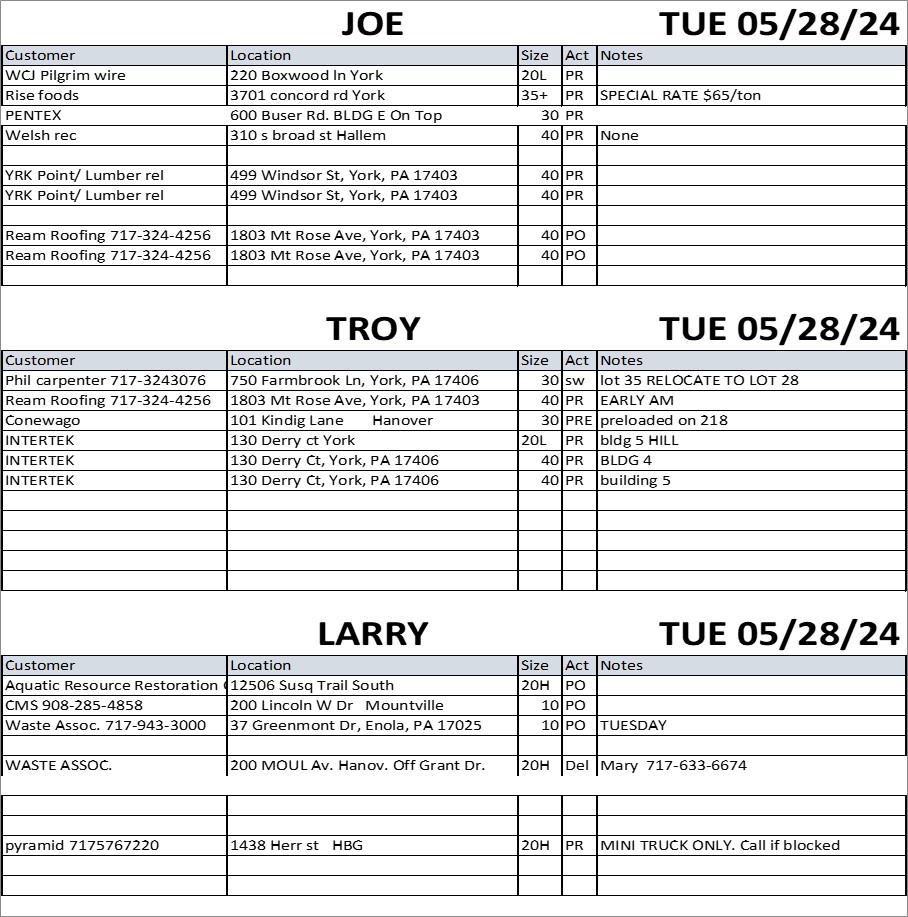 JOE TUE 05/28/24
Customer Location Size Act Notes
WCJ Pilgrim wire 220 Boxwood ln York 20L PR
Rise foods 3701 concord rd York 35+ PR SPECIAL RATE $65/ton
PENTEX 600 Buser Rd. BLDG E On Top 30 PR
Welsh rec 310 s broad st Hallem 40 PR None
YRK Point/ Lumber rel 499 Windsor St, York, PA 17403 40 PR
YRK Point/ Lumber rel 499 Windsor St, York, PA 17403 40 PR
Ream Roofing 717-324-4256 1803 Mt Rose Ave, York, PA 17403 40 PO
Ream Roofing 717-324-4256 1803 Mt Rose Ave, York, PA 17403 40 PO
TROY TUE 05/28/24
Customer Location Size Act Notes
Phil carpenter 717-3243076 750 Farmbrook Ln, York, PA 17406 30 sw lot 35 RELOCATE TO LOT 28
Ream Roofing 717-324-4256 1803 Mt Rose Ave, York, PA 17403 40 PR EARLY AM
Conewago 101 Kindig Lane Hanover 30 PRE preloaded on 218
INTERTEK 130 Derry ct York 20L PR bldg 5 HILL
INTERTEK 130 Derry Ct, York, PA 17406 40 PR BLDG 4
INTERTEK 130 Derry Ct, York, PA 17406 40 PR building 5
LARRY TUE 05/28/24
Customer Location Size Act Notes
Aquatic Resource Restoration 12506 Susq Trail South 20H PO
CMS 908-285-4858 200 Lincoln W Dr Mountville 10 PO
Waste Assoc. 717-943-3000 37 Greenmont Dr, Enola, PA 17025 10 PO TUESDAY
WASTE ASSOC. 200 MOUL Av. Hanov. Off Grant Dr. 20H Del Mary 717-633-6674
pyramid 7175767220 1438 Herr st HBG 20H PR MINI TRUCK ONLY. Call if blocked